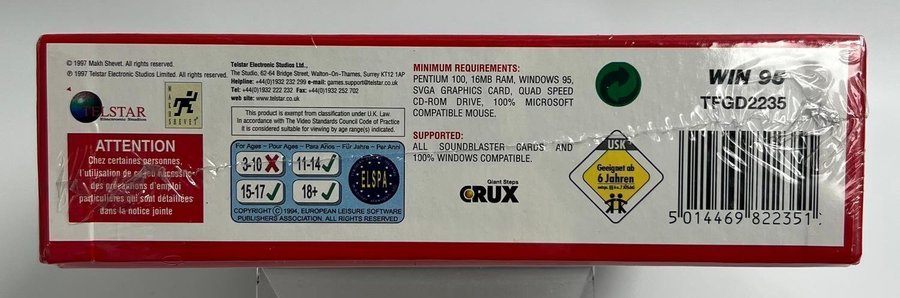 © 1997 Makh Shevet. All rights reserved.
℗ 1997 Telstar Electronic Studios Limited. All rights reserved.
TELSTAR
Electronic Studios
MAKH
SHEVET
ATTENTION
Chez certaines personnes,
l'utilisation de ce jeu nécessite
des précautions d'emploi
particulières qui sont détaillées
dans la notice jointe
Telstar Electronic Studios Ltd.,
The Studio, 62-64 Bridge Street, Walton-On-Thames, Surrey KT12 1AP
Helpline: +44(0)1932 222 299 e-mail: games.support@telstar.co.uk
Tel: +44(0)1932 222 232 Fax: +44(0)1932 252 702
web site: www.telstar.co.uk
This product is exempt from classification under U.K. Law.
In accordance with The Video Standards Council Code of Practice
it is considered suitable for viewing by age range(s) indicated.
For Ages - Pour Ages - Para Años - Für Jahre - Per Anni
3-10 11-14
15-17 18+
ELSPA
COPYRIGHT © 1994, EUROPEAN LEISURE SOFTWARE
PUBLISHERS ASSOCIATION. ALL RIGHTS RESERVED
MINIMUM REQUIREMENTS:
PENTIUM 100, 16MB RAM, WINDOWS 95,
SVGA GRAPHICS CARD, QUAD SPEED
CD-ROM DRIVE, 100% MICROSOFT
COMPATIBLE MOUSE.
SUPPORTED:
ALL SOUNDBLASTER CARDS AND
100% WINDOWS COMPATIBLE.
Giant Steps
CRUX
USK
Geeignet ab
6 Jahren
WIN 95
TFGD2235
5 014469 822351